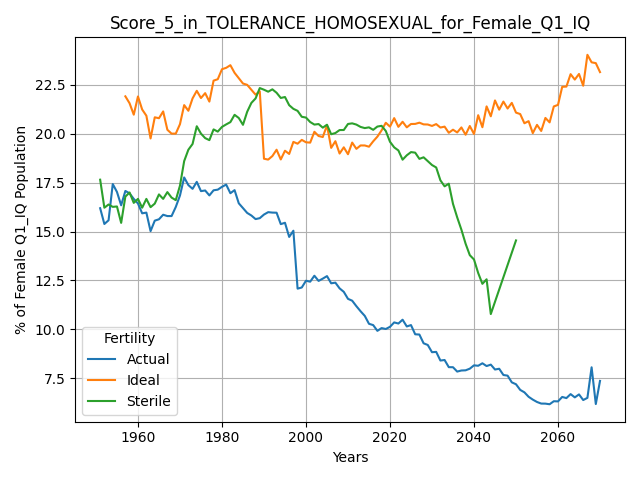 Score_5_in_TOLERANCE_HOMOSEXUAL_for_Female_Q1_IQ
% of Female Q1_IQ Population
22.5
20.0
17.5
15.0
12.5
10.0
7.5
Fertility
Actual
Ideal
Sterile
1960
1980
2000
2020
2040
2060
Years